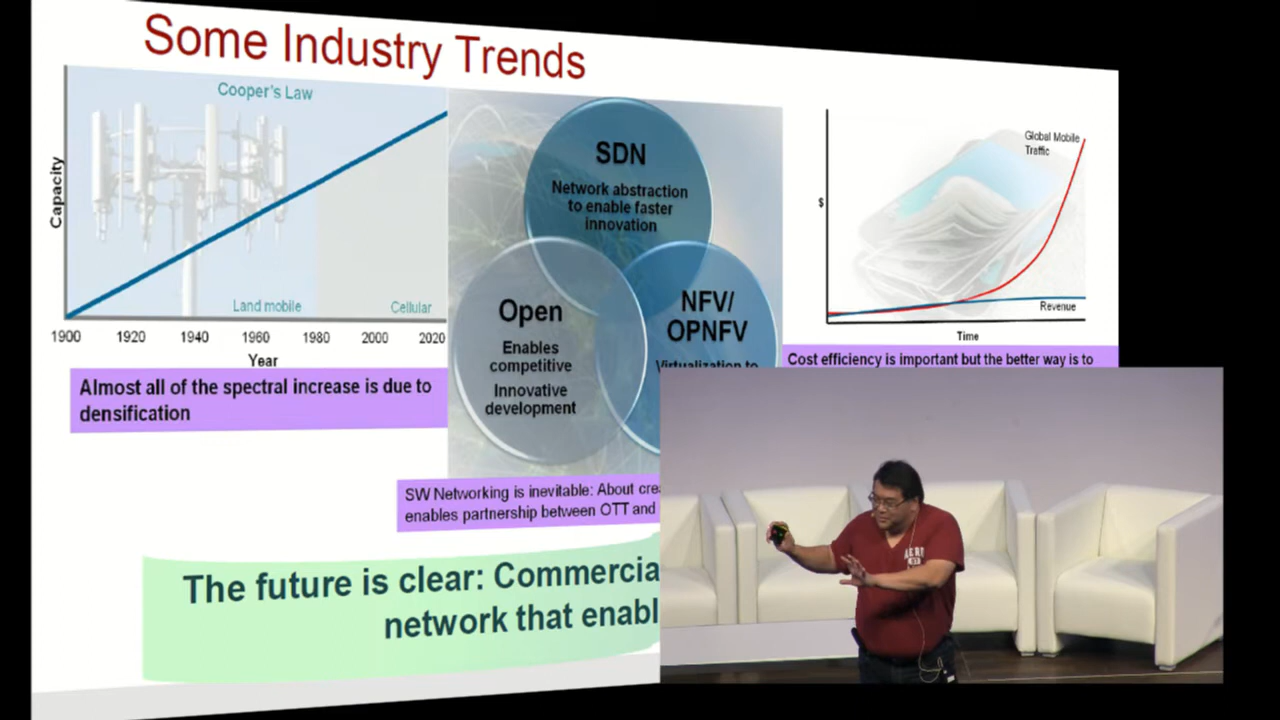 Some Industry Trends
Cooper's Law
Capacity
Land mobile
Cellular
1900 1920 1940 1960 1980 2000 2020
Year
Almost all of the spectral increase is due to
densification
SDN
Network abstraction
to enable faster
innovation
Open
Enables
competitive
Innovative
development
NFV/
OPNFV
Virtualization to
SW Networking is inevitable: About cre
enables partnership between OTT and
Global Mobile
Traffic
$
Revenue
Time
Cost efficiency is important but the better way is to
The future is clear: Commercia
network that enabl